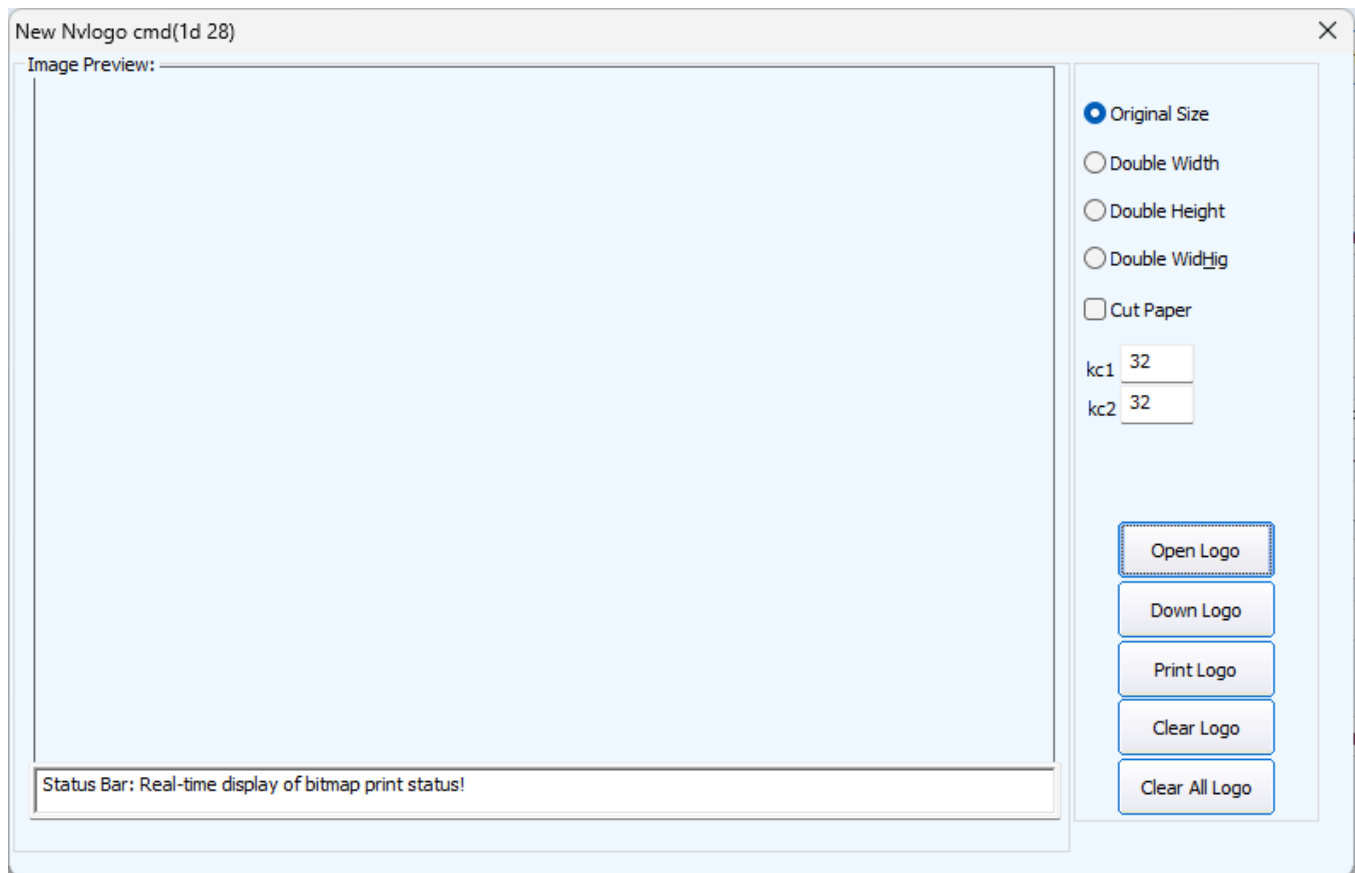 New Nvlogo cmd(1d 28)
Image Preview:
Original Size
Double Width
Double Height
Double WidHig
Cut Paper
kc1 32
kc2 32
Open Logo
Down Logo
Print Logo
Clear Logo
Clear All Logo
Status Bar: Real-time display of bitmap print status!